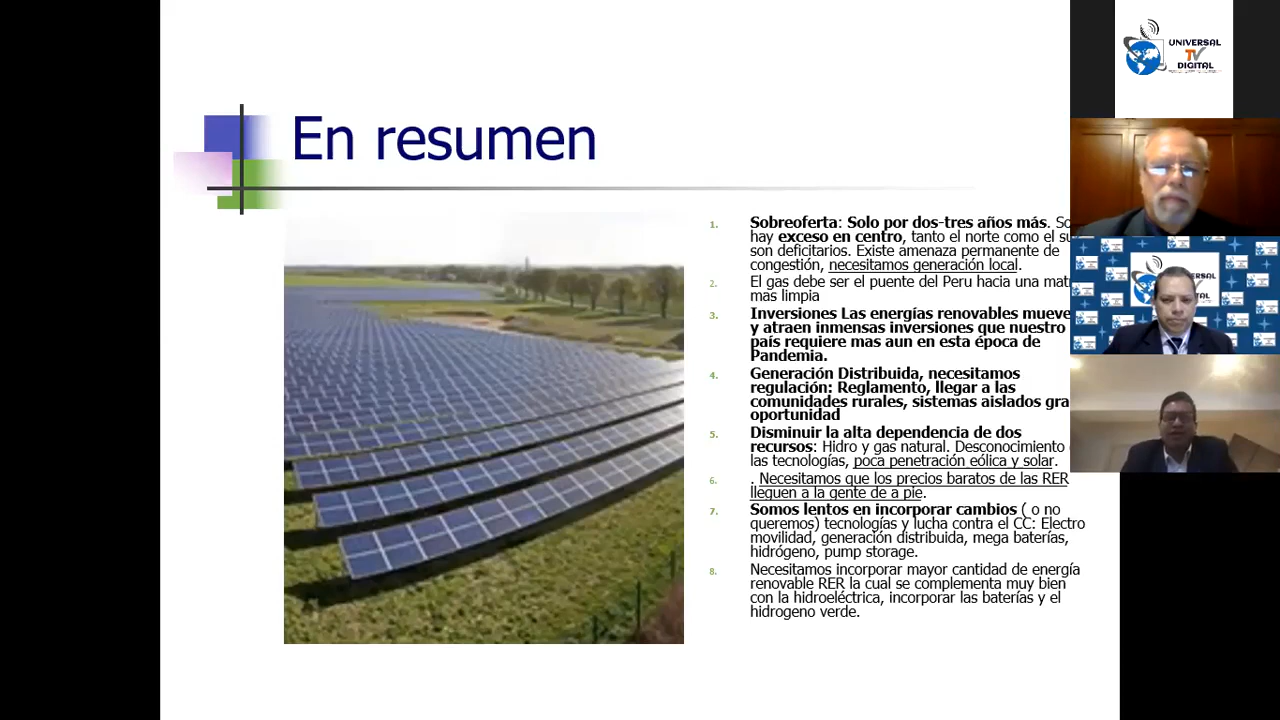 En resumen
UNIVERSAL
TV
DIGITAL
1. Sobreoferta: Solo por dos-tres años más. So
hay exceso en centro, tanto el norte como el su
son deficitarios. Existe amenaza permanente de
congestión, necesitamos generación local.
2. El gas debe ser el puente del Peru hacia una mat
mas limpia
3. Inversiones Las energías renovables mueve
y atraen inmensas inversiones que nuestro
país requiere mas aun en esta época de
Pandemia.
4. Generación Distribuida, necesitamos
regulación: Reglamento, llegar a las
comunidades rurales, sistemas aislados gra
oportunidad
5. Disminuir la alta dependencia de dos
recursos: Hidro y gas natural. Desconocimiento
las tecnologías, poca penetración eólica y solar.
6. . Necesitamos que los precios baratos de las RER
lleguen a la gente de a pie.
7. Somos lentos en incorporar cambios ( o no
queremos) tecnologías y lucha contra el CC: Electro
movilidad, generación distribuida, mega baterías,
hidrógeno, pump storage.
8. Necesitamos incorporar mayor cantidad de energía
renovable RER la cual se complementa muy bien
con la hidroeléctrica, incorporar las baterías y el
hidrogeno verde.